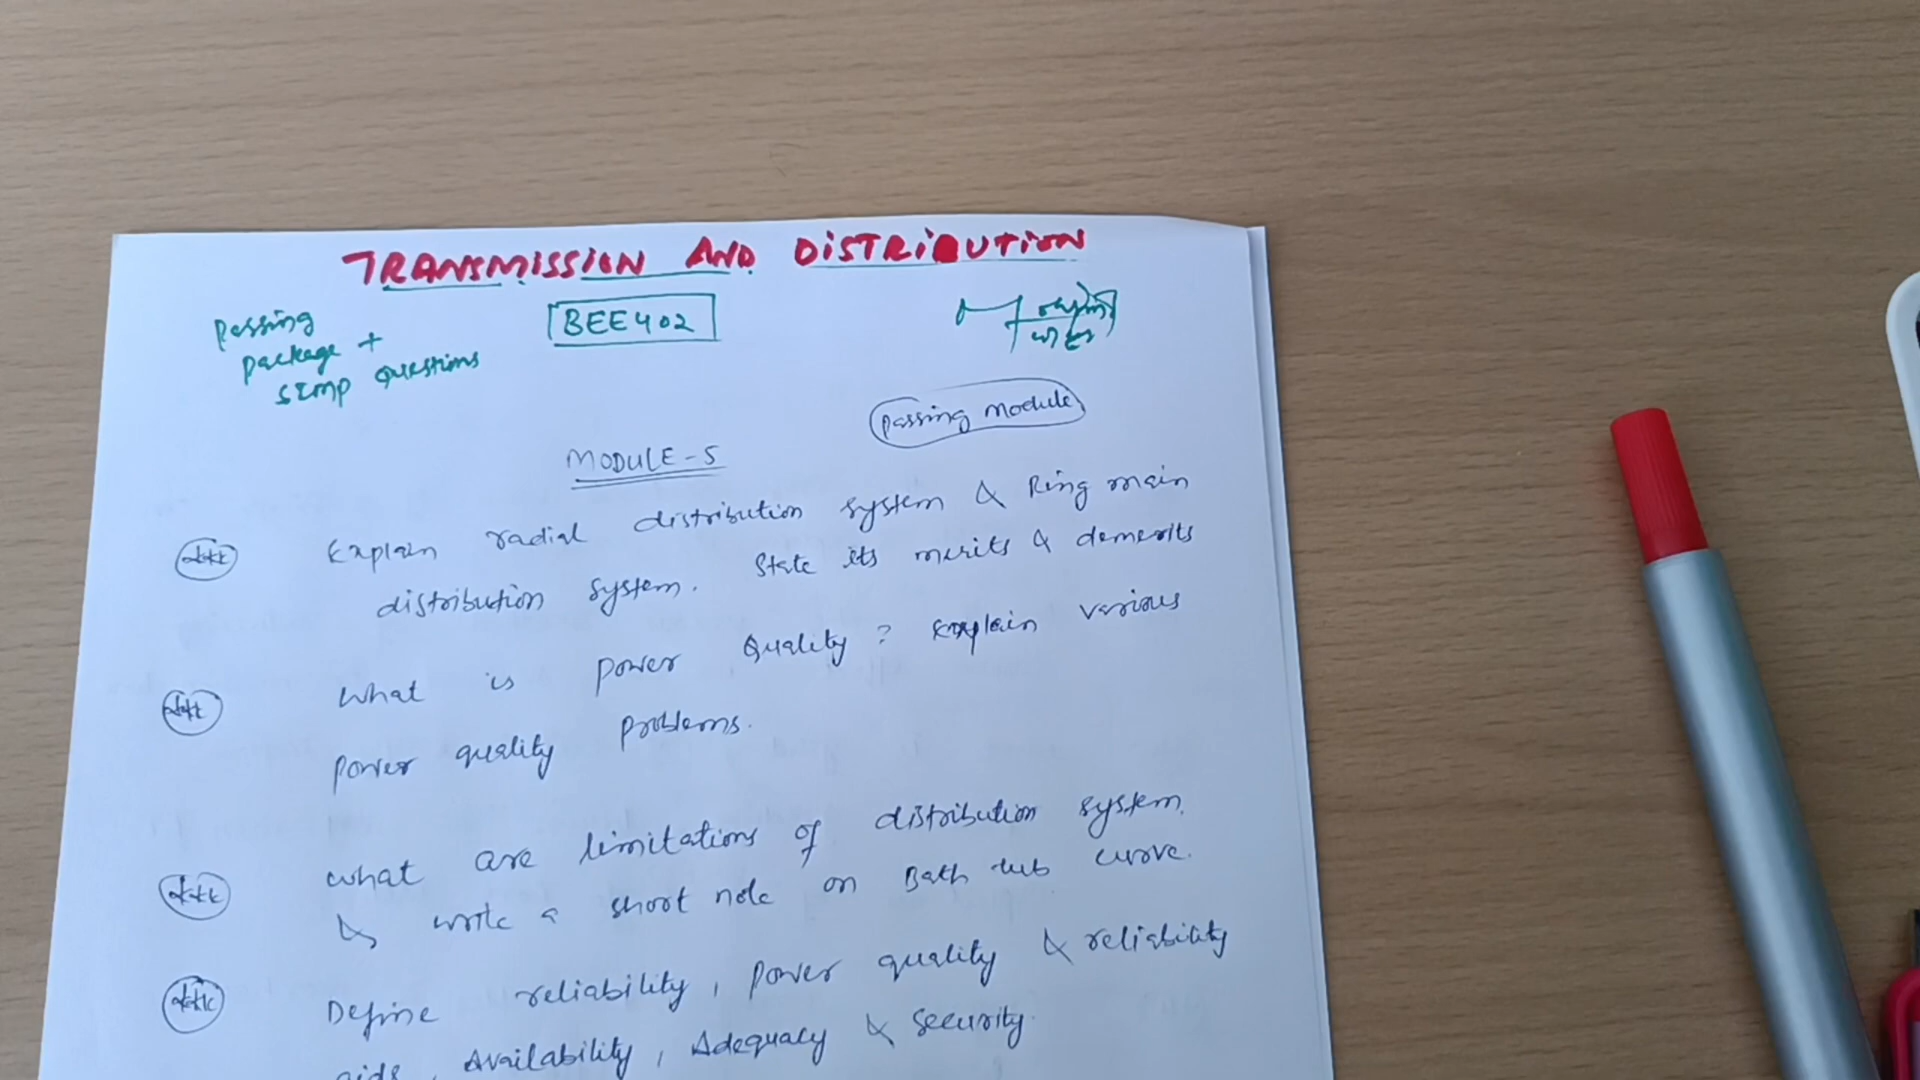 TRANSMISSION AND DISTRIBUTION
Passing
package +
SIMP Questions
BEE402
Passing Module
MODULE-5
Explain radial distribution system & Ring main
distribution system. State its merits & demerits
What is power Quality? Explain various
power quality problems.
What are limitations of distribution system.
& write a short note on Bath tub curve.
Define reliability, power quality & reliability
aids, Availability, Adequacy & Security.